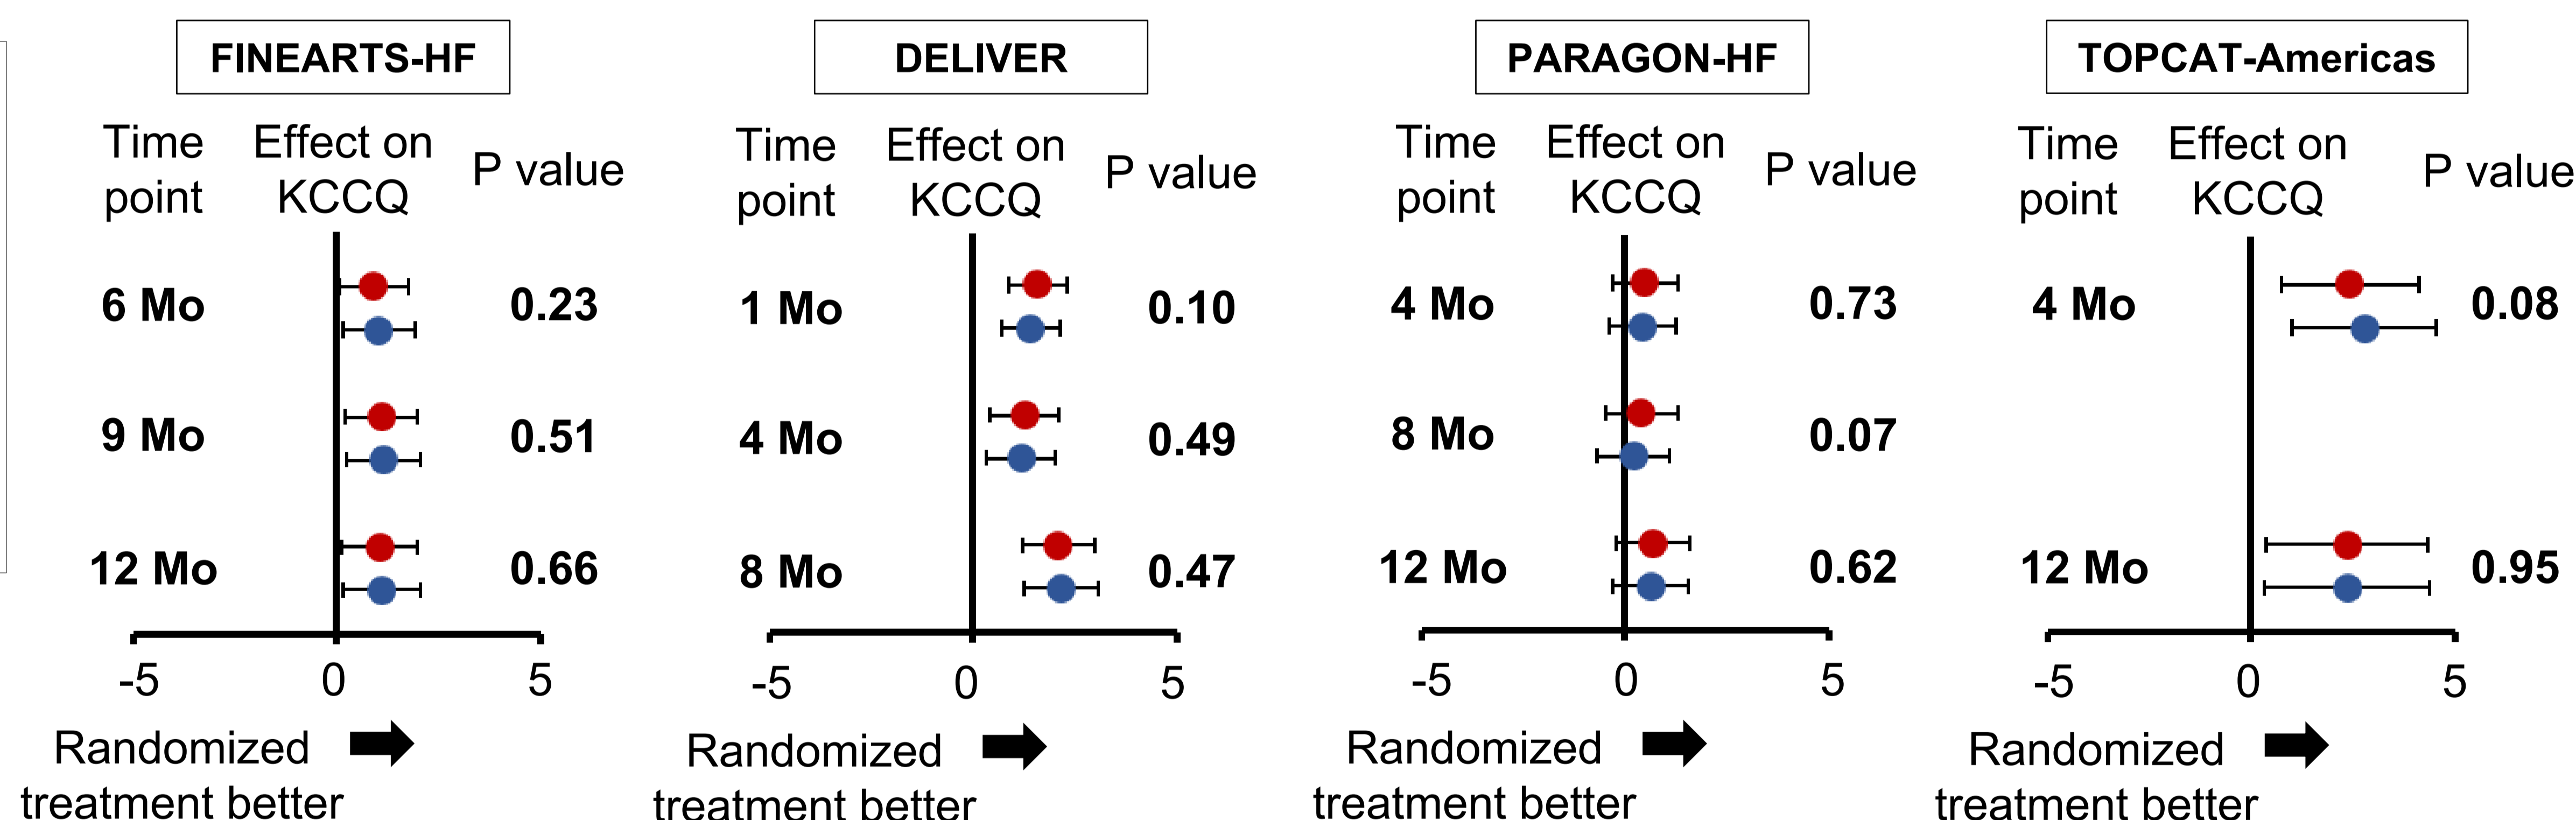 FINEARTS-HF
Time point
Effect on KCCQ
P value
6 Mo 0.23
9 Mo 0.51
12 Mo 0.66
-5 0 5
Randomized
treatment better
DELIVER
Time point
Effect on KCCQ
P value
1 Mo 0.10
4 Mo 0.49
8 Mo 0.47
-5 0 5
Randomized
treatment better
PARAGON-HF
Time point
Effect on KCCQ
P value
4 Mo 0.73
8 Mo 0.07
12 Mo 0.62
-5 0 5
Randomized
treatment better
TOPCAT-Americas
Time point
Effect on KCCQ
P value
4 Mo 0.08
12 Mo 0.95
-5 0 5
Randomized
treatment better